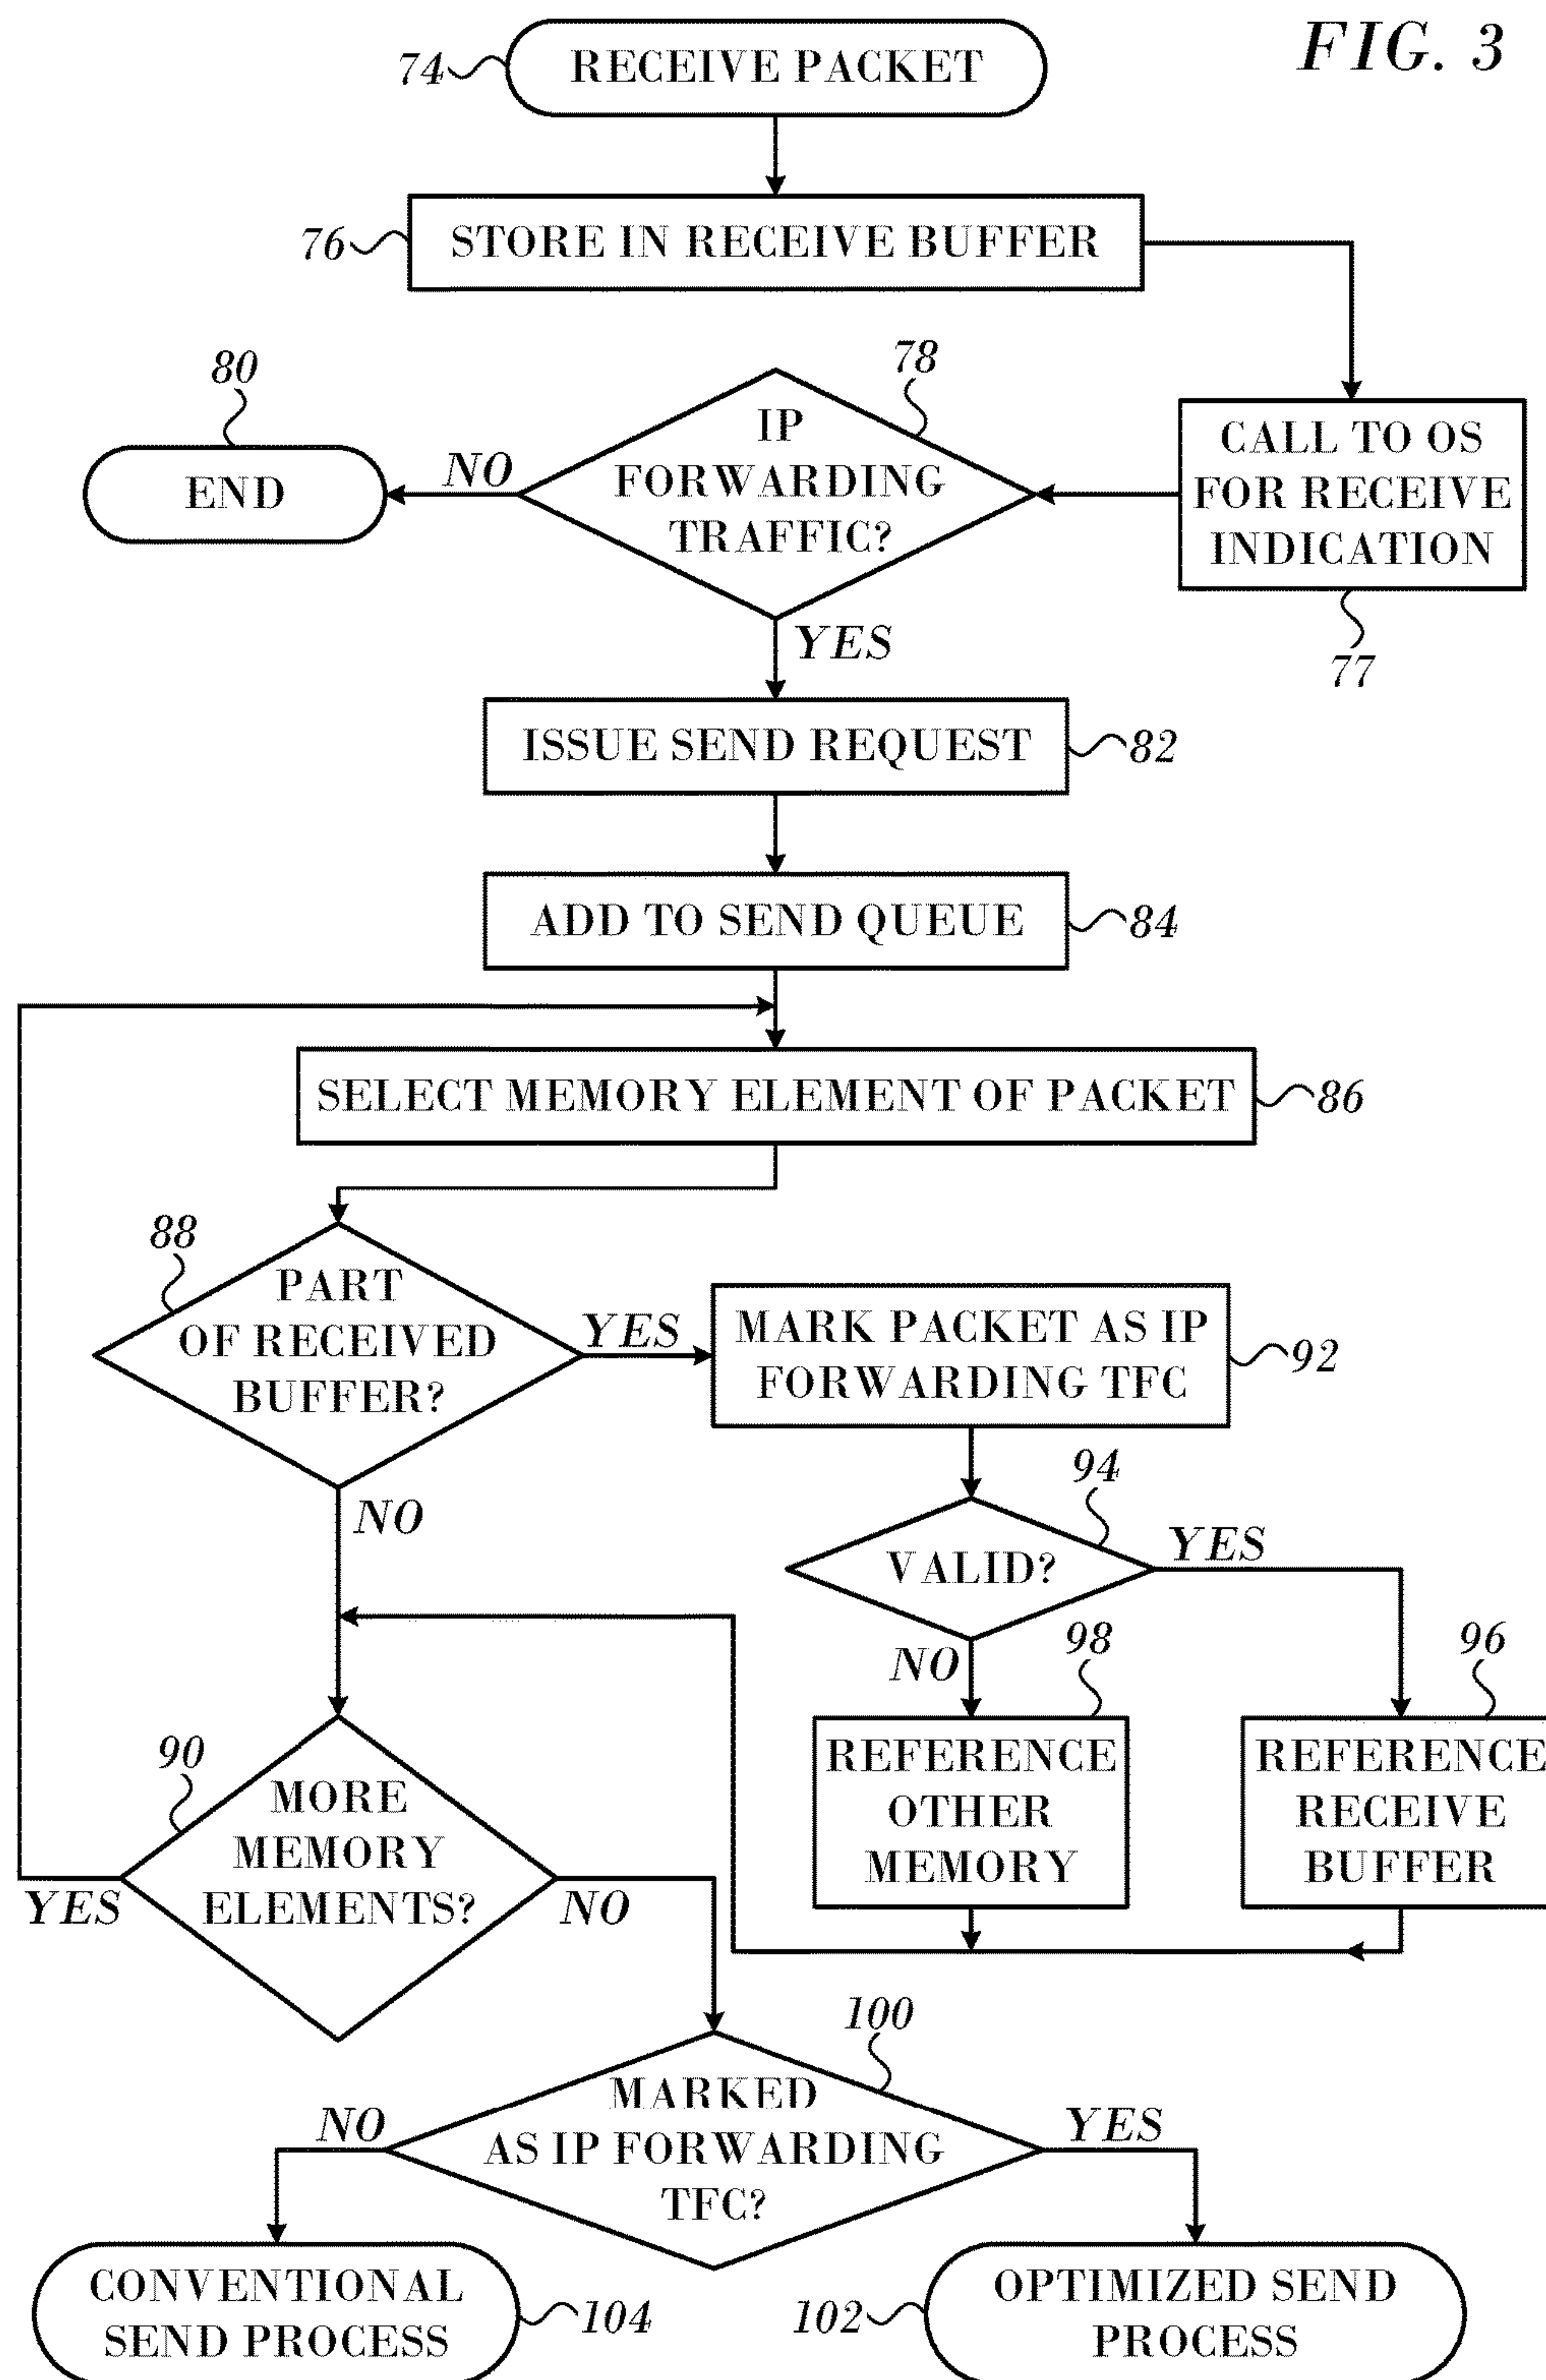 FIG. 3
74
RECEIVE PACKET
76
STORE IN RECEIVE BUFFER
80
END
NO
78
IP
FORWARDING
TRAFFIC?
CALL TO OS
FOR RECEIVE
INDICATION
77
YES
ISSUE SEND REQUEST
82
ADD TO SEND QUEUE
84
SELECT MEMORY ELEMENT OF PACKET
86
88
PART
OF RECEIVED
BUFFER?
YES
MARK PACKET AS IP
FORWARDING TFC
92
NO
94
VALID?
YES
NO
98
96
REFERENCE
OTHER
MEMORY
REFERENCE
RECEIVE
BUFFER
90
MORE
MEMORY
ELEMENTS?
YES
NO
100
MARKED
AS IP FORWARDING
TFC?
NO
YES
CONVENTIONAL
SEND PROCESS
104
102
OPTIMIZED SEND
PROCESS